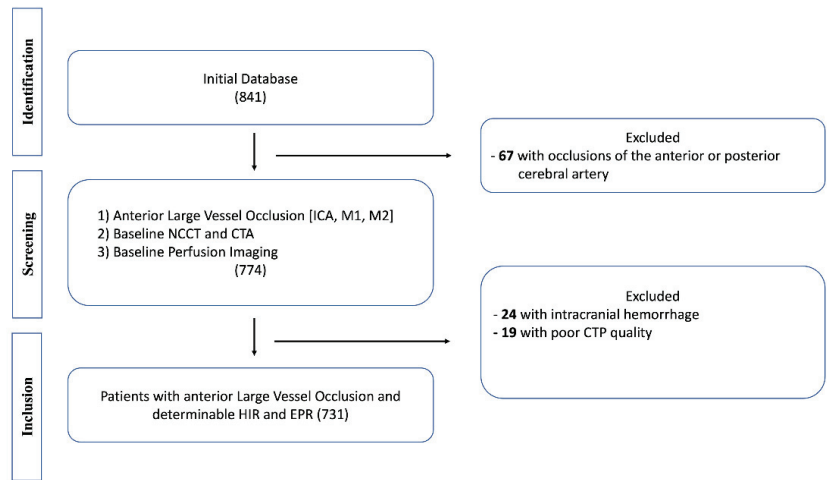 Identification
Initial Database
(841)
Excluded
- 67 with occlusions of the anterior or posterior
cerebral artery
Screening
1) Anterior Large Vessel Occlusion [ICA, M1, M2]
2) Baseline NCCT and CTA
3) Baseline Perfusion Imaging
(774)
Excluded
- 24 with intracranial hemorrhage
- 19 with poor CTP quality
Inclusion
Patients with anterior Large Vessel Occlusion and
determinable HIR and EPR (731)